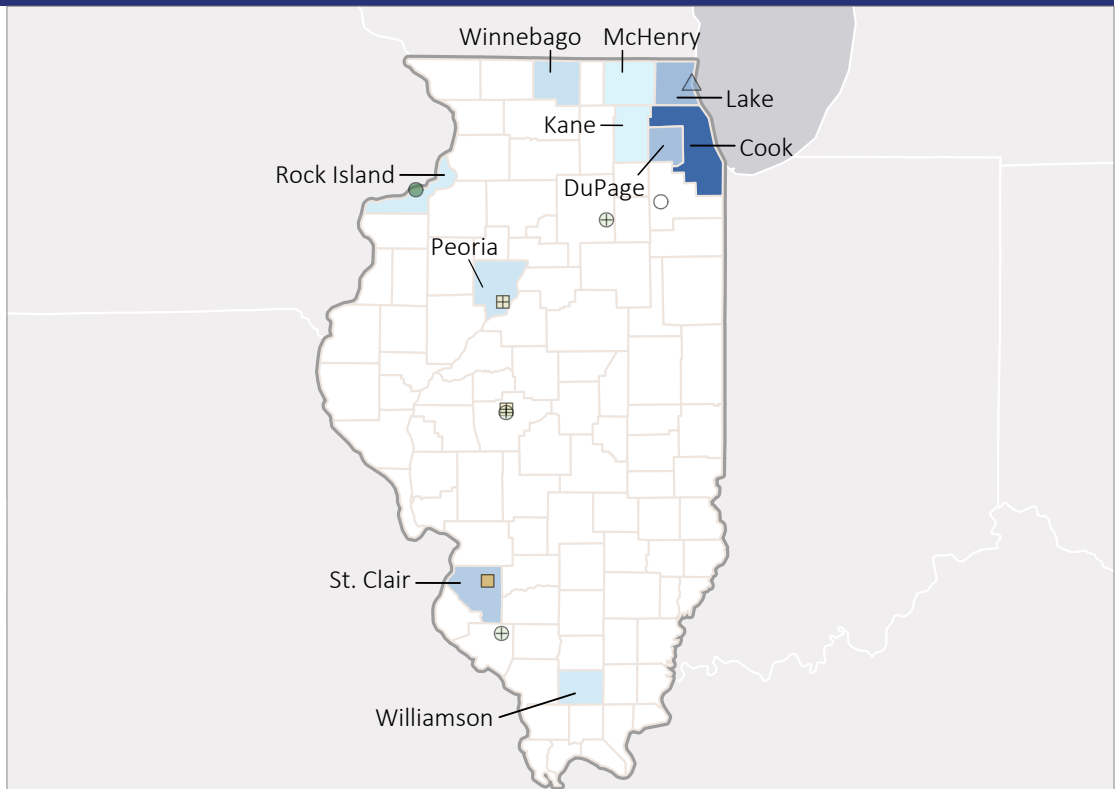 Winnebago McHenry
Lake
Kane
Cook
Rock Island
DuPage
Peoria
St. Clair
Williamson